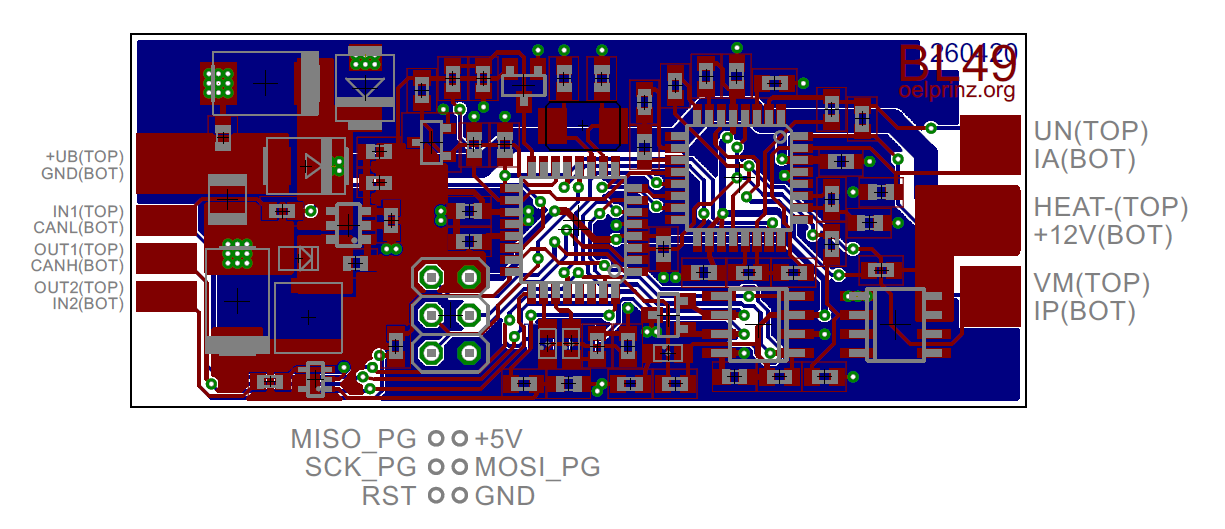 260420
BL49
oelprinz.org
+UB(TOP)
GND(BOT)
IN1(TOP)
CANL(BOT)
OUT1(TOP)
CANH(BOT)
OUT2(TOP)
IN2(BOT)
UN(TOP)
IA(BOT)
HEAT-(TOP)
+12V(BOT)
VM(TOP)
IP(BOT)
MISO_PG +5V
SCK_PG MOSI_PG
RST GND